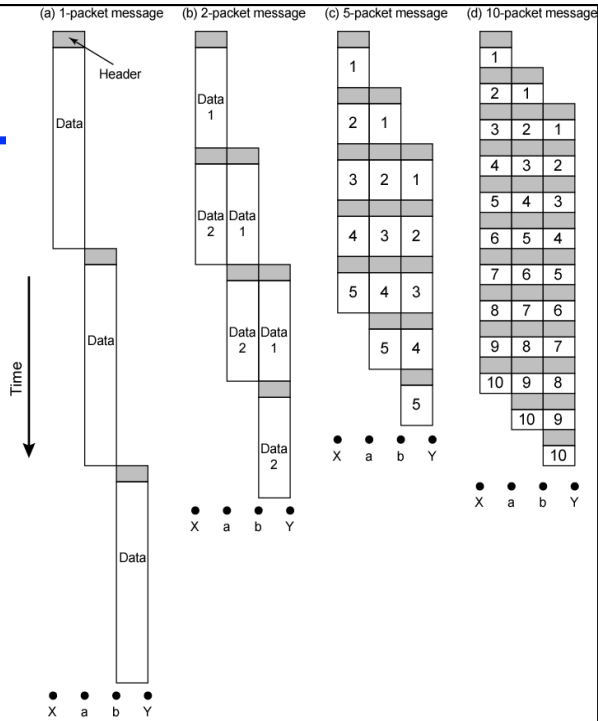 (a) 1-packet message
Header
Data
Data
Data
X a b Y
Time
(b) 2-packet message
Data
1
Data
2
Data
1
Data
2
Data
1
Data
2
X a b Y
(c) 5-packet message
1
2 1
3 2 1
4 3 2
5 4 3
5 4
5
X a b Y
(d) 10-packet message
1
2 1
3 2 1
4 3 2
5 4 3
6 5 4
7 6 5
8 7 6
9 8 7
10 9 8
10 9
10
X a b Y